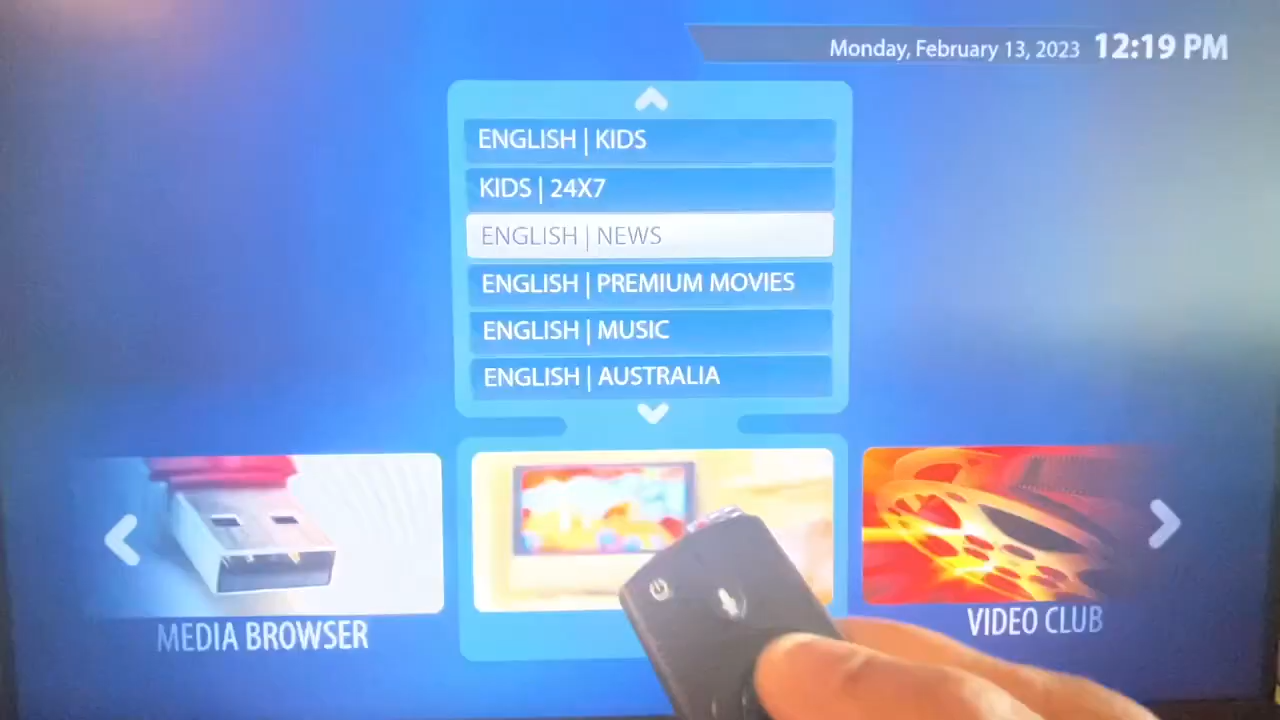 Monday, February 13, 2023 12:19 PM
ENGLISH | KIDS
KIDS | 24X7
ENGLISH | NEWS
ENGLISH | PREMIUM MOVIES
ENGLISH | MUSIC
ENGLISH | AUSTRALIA
MEDIA BROWSER
VIDEO CLUB